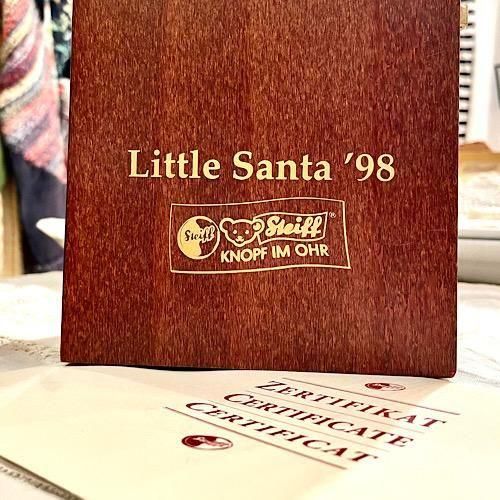 Little Santa ’98
Steiff Steiff®
KNOPF IM OHR
ZERTIFIKAT
CERTIFICATE
CERTIFICAT